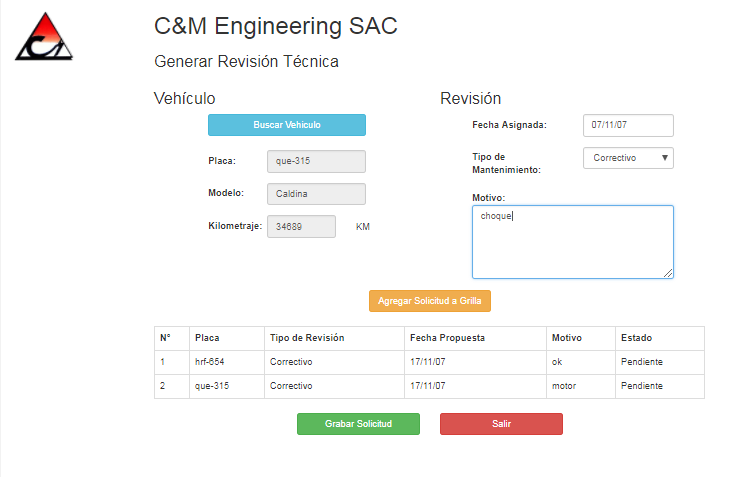 C&M Engineering SAC
Generar Revisión Técnica
Vehículo
Buscar Vehiculo
Placa: que-315
Modelo: Caldina
Kilometraje: 34689 KM
Revisión
Fecha Asignada: 07/11/07
Tipo de Mantenimiento: Correctivo
Motivo:
choque
Agregar Solicitud a Grilla
N° Placa Tipo de Revisión Fecha Propuesta Motivo Estado
1 hrf-654 Correctivo 17/11/07 ok Pendiente
2 que-315 Correctivo 17/11/07 motor Pendiente
Grabar Solicitud Salir